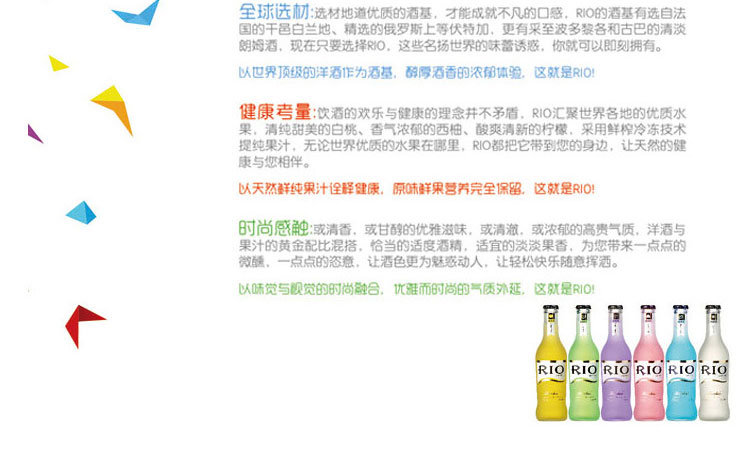 全球选材:选材地道优质的酒基，才能成就不凡的口感，RIO的酒基有选自法
国的干邑白兰地、精选的俄罗斯上等伏特加，更有采至波多黎各和古巴的清淡
朗姆酒，现在只要选择RIO，这些名扬世界的味蕾诱惑，你就可以即刻拥有。
以世界顶级的洋酒作为酒基，醇厚酒香的浓郁体验，这就是RIO!
健康考量:饮酒的欢乐与健康的理念并不矛盾，RIO汇聚世界各地的优质水
果，清纯甜美的白桃、香气浓郁的西柚、酸爽清新的柠檬，采用鲜榨冷冻技术
提纯果汁，无论世界优质的水果在哪里，RIO都把它带到您的身边，让天然的健
康与您相伴。
以天然鲜纯果汁诠释健康，原味鲜果营养完全保留，这就是RIO!
时尚感触:或清香，或甘醇的优雅滋味，或清澈，或浓郁的高贵气质，洋酒与
果汁的黄金配比混搭，恰当的适度酒精，适宜的淡淡果香，为您带来一点点的
微醺，一点点的恣意，让酒色更为魅惑动人，让轻松快乐随意挥洒。
以味觉与视觉的时尚融合，优雅而时尚的气质外延，这就是RIO!
RIO RIO RIO RIO RIO RIO